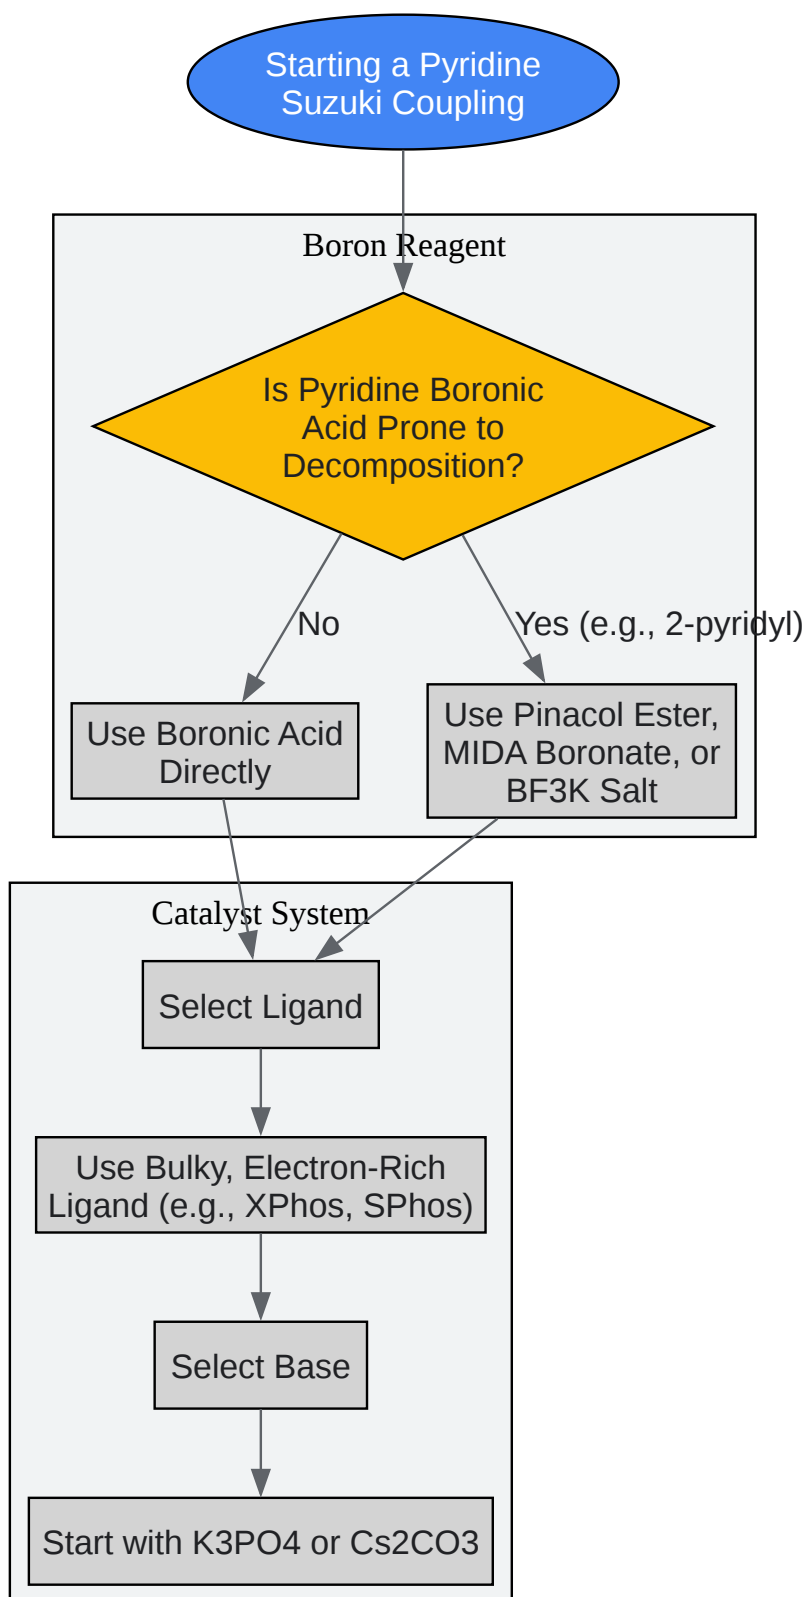 Starting a Pyridine
Suzuki Coupling
Boron Reagent
Is Pyridine Boronic
Acid Prone to
Decomposition?
No
Yes (e.g., 2-pyridyl)
Use Boronic Acid
Directly
Use Pinacol Ester,
MIDA Boronate, or
BF3K Salt
Catalyst System
Select Ligand
Use Bulky, Electron-Rich
Ligand (e.g., XPhos, SPhos)
Select Base
Start with K3PO4 or Cs2CO3